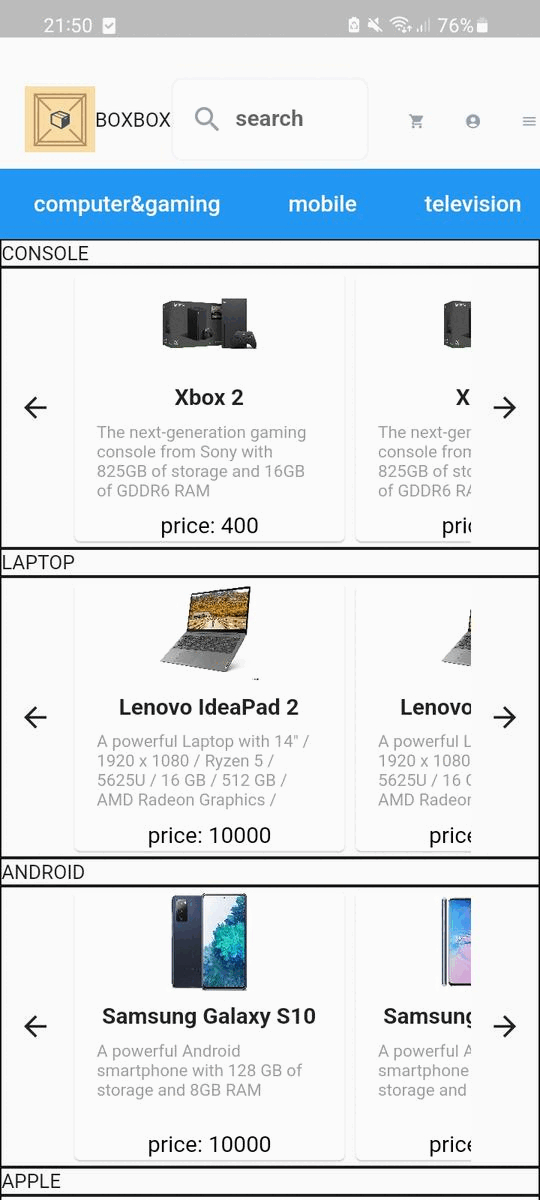 21:50 76%
BOXBOX search
computer&gaming mobile television
CONSOLE
Xbox 2 X
The next-generation gaming The next-ger
console from Sony with console from
825GB of storage and 16GB 825GB of sto
of GDDR6 RAM of GDDR6 RA
price: 400 pric
LAPTOP
Lenovo IdeaPad 2 Lenovo
A powerful Laptop with 14" / A powerful L
1920 x 1080 / Ryzen 5 / 1920 x 1080
5625U / 16 GB / 512 GB / 5625U / 16 G
AMD Radeon Graphics / AMD Radeon
price: 10000 price
ANDROID
Samsung Galaxy S10 Samsung
A powerful Android A powerful A
smartphone with 128 GB of smartphone
storage and 8GB RAM storage and
price: 10000 price
APPLE